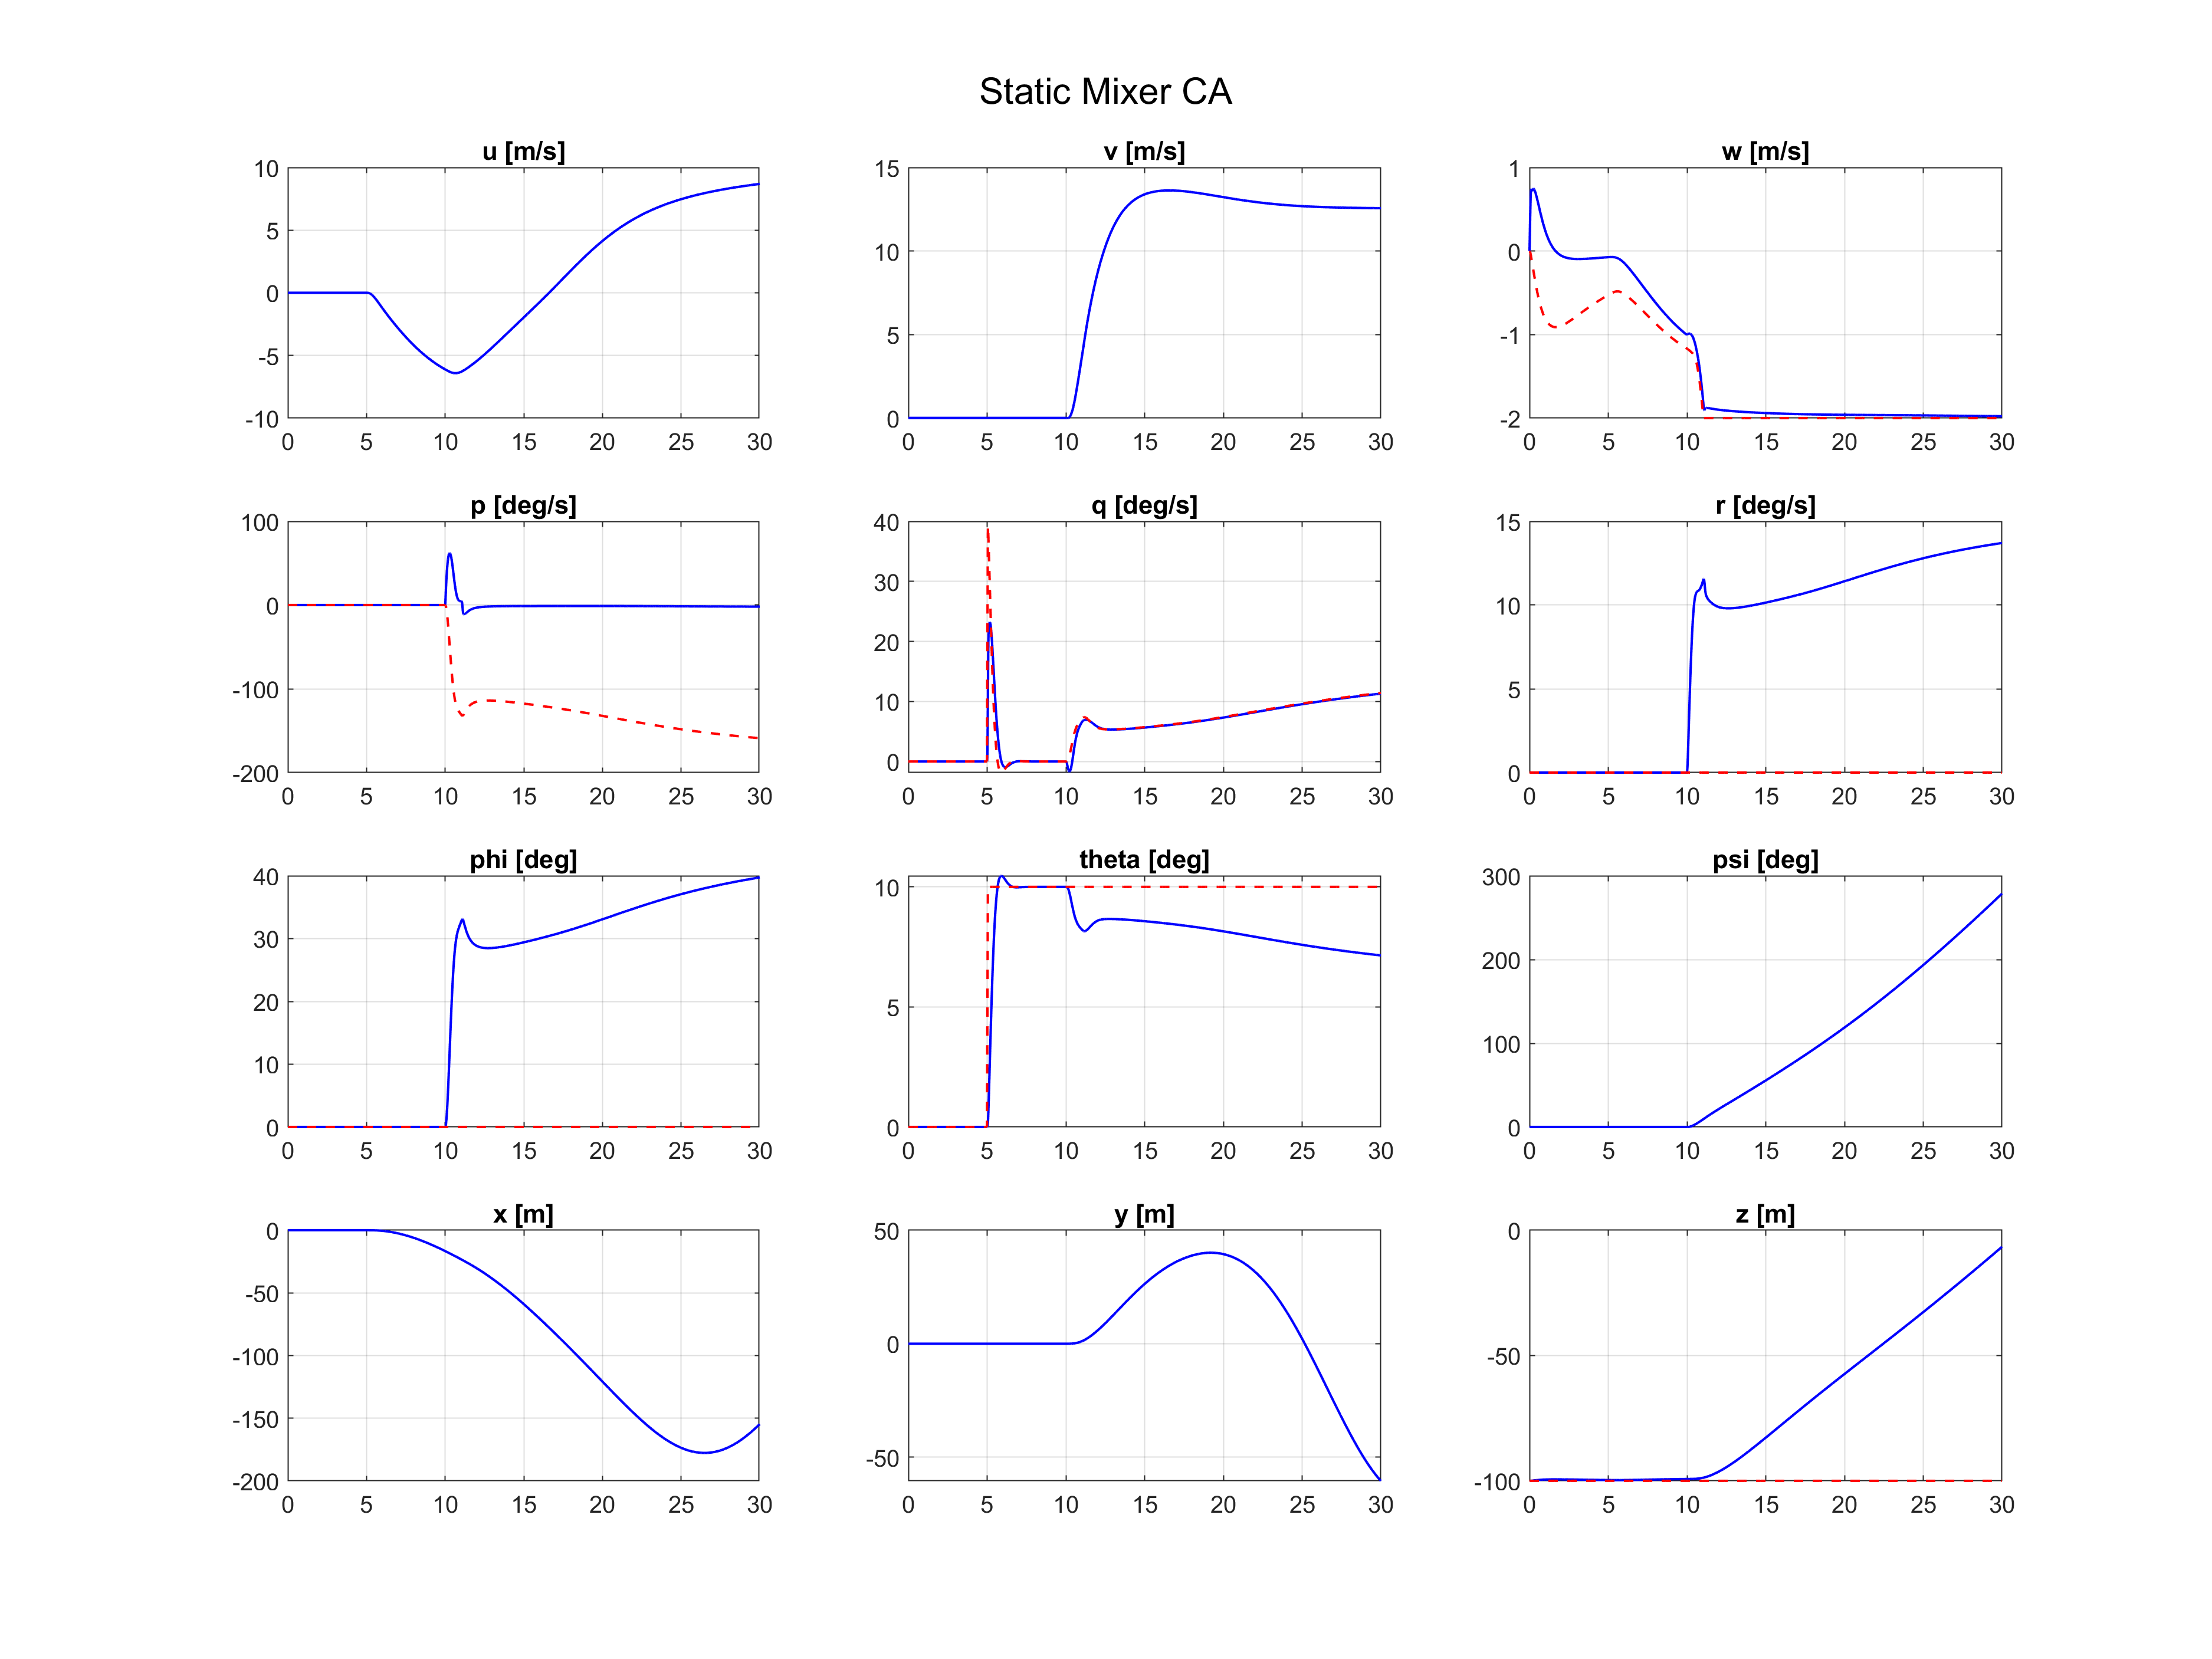 Static Mixer CA
u [m/s]
10
5
0
-5
-10
0 5 10 15 20 25 30
v [m/s]
15
10
5
0
0 5 10 15 20 25 30
w [m/s]
1
0
-1
-2
0 5 10 15 20 25 30
p [deg/s]
100
0
-100
-200
0 5 10 15 20 25 30
q [deg/s]
40
30
20
10
0
0 5 10 15 20 25 30
r [deg/s]
15
10
5
0
0 5 10 15 20 25 30
phi [deg]
40
30
20
10
0
0 5 10 15 20 25 30
theta [deg]
10
5
0
0 5 10 15 20 25 30
psi [deg]
300
200
100
0
0 5 10 15 20 25 30
x [m]
0
-50
-100
-150
-200
0 5 10 15 20 25 30
y [m]
50
0
-50
0 5 10 15 20 25 30
z [m]
0
-50
-100
0 5 10 15 20 25 30